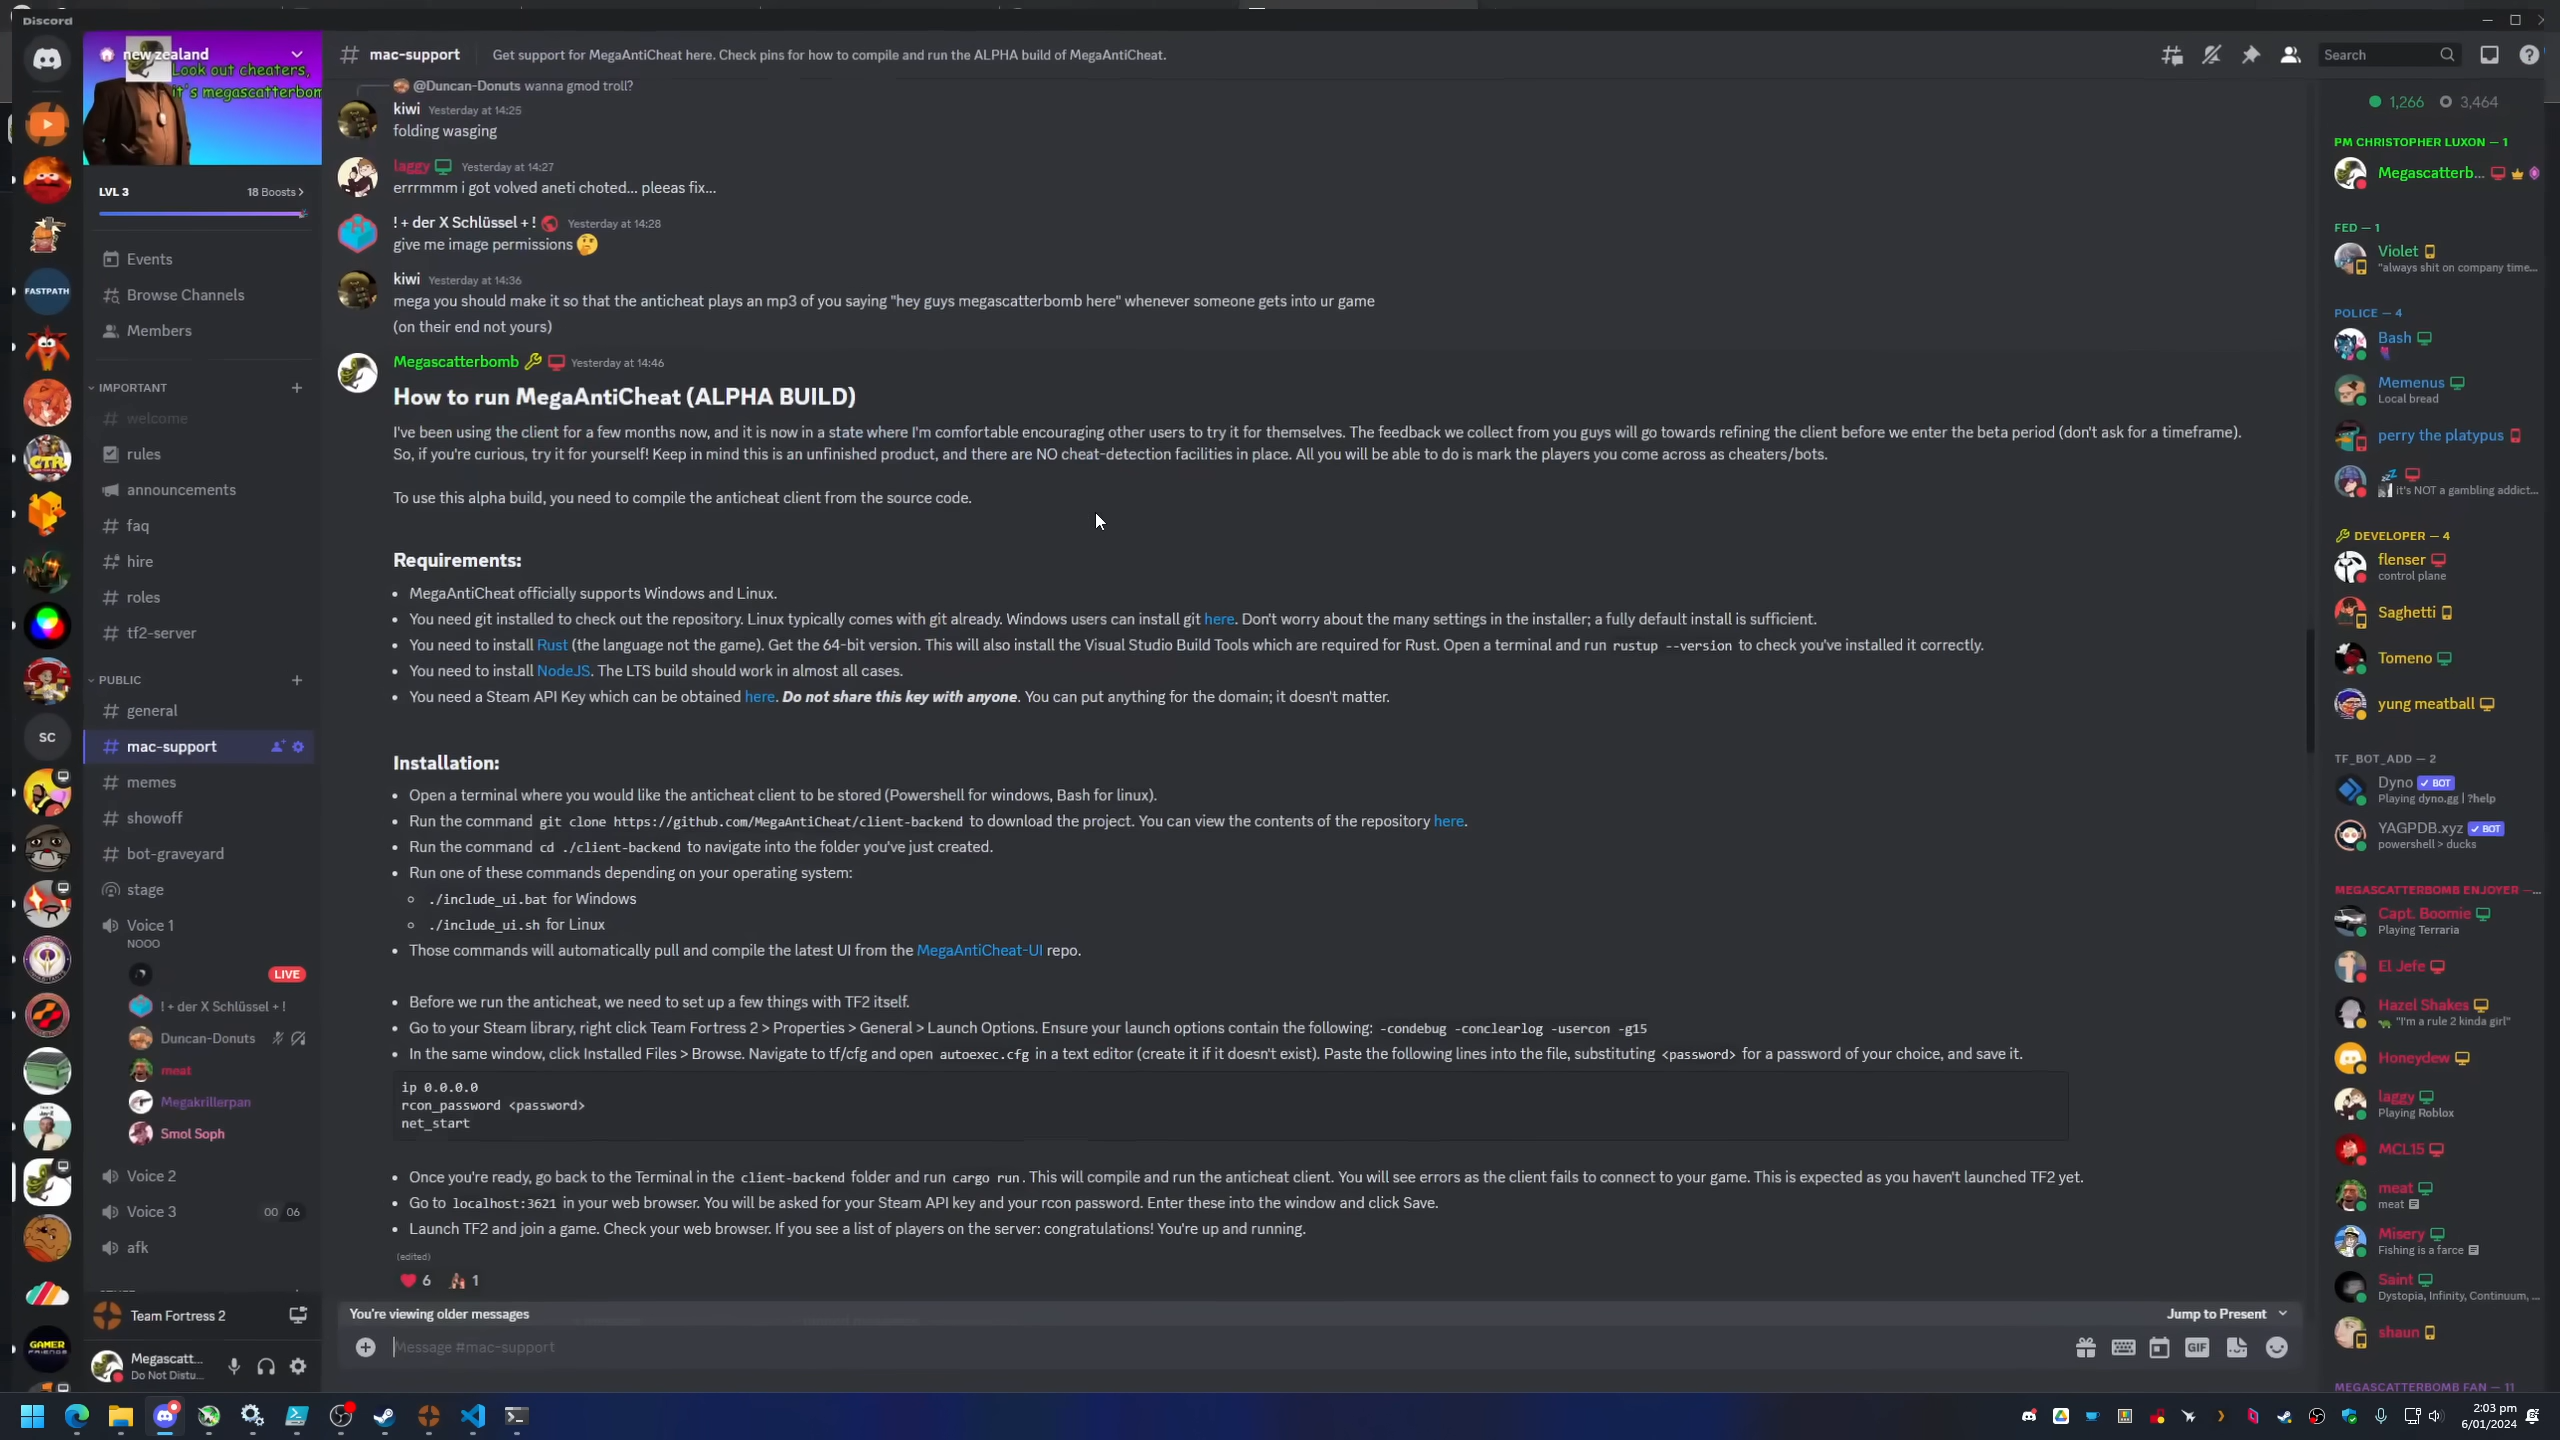 Discord
new zealand
Look out cheaters,
it's megascatterbom
LVL 3
18 Boosts
Events
Browse Channels
Members
IMPORTANT
welcome
rules
announcements
faq
hire
roles
tf2-server
PUBLIC
general
mac-support
memes
showoff
bot-graveyard
stage
Voice 1
NOOO
LIVE
! + der X Schlüssel + !
Duncan-Donuts
meat
Megakrillerpan
Smol Soph
Voice 2
Voice 3
00 06
afk
Team Fortress 2
Megascatt...
Do Not Distu...
FASTPATH
CTR
SC
GAMER
FRIENDS
mac-support
Get support for MegaAntiCheat here. Check pins for how to compile and run the ALPHA build of MegaAntiCheat.
Search
@Duncan-Donuts wanna gmod troll?
kiwi Yesterday at 14:25
folding wasging
laggy Yesterday at 14:27
errrmmm i got volved aneti choted... pleeas fix...
! + der X Schlüssel + ! Yesterday at 14:28
give me image permissions 🤔
kiwi Yesterday at 14:36
mega you should make it so that the anticheat plays an mp3 of you saying "hey guys megascatterbomb here" whenever someone gets into ur game
(on their end not yours)
Megascatterbomb Yesterday at 14:46
How to run MegaAntiCheat (ALPHA BUILD)
I've been using the client for a few months now, and it is now in a state where I'm comfortable encouraging other users to try it for themselves. The feedback we collect from you guys will go towards refining the client before we enter the beta period (don't ask for a timeframe).
So, if you're curious, try it for yourself! Keep in mind this is an unfinished product, and there are NO cheat-detection facilities in place. All you will be able to do is mark the players you come across as cheaters/bots.
To use this alpha build, you need to compile the anticheat client from the source code.
Requirements:
• MegaAntiCheat officially supports Windows and Linux.
• You need git installed to check out the repository. Linux typically comes with git already. Windows users can install git here. Don't worry about the many settings in the installer; a fully default install is sufficient.
• You need to install Rust (the language not the game). Get the 64-bit version. This will also install the Visual Studio Build Tools which are required for Rust. Open a terminal and run rustup --version to check you've installed it correctly.
• You need to install NodeJS. The LTS build should work in almost all cases.
• You need a Steam API Key which can be obtained here. Do not share this key with anyone. You can put anything for the domain; it doesn't matter.
Installation:
• Open a terminal where you would like the anticheat client to be stored (Powershell for windows, Bash for linux).
• Run the command git clone https://github.com/MegaAntiCheat/client-backend to download the project. You can view the contents of the repository here.
• Run the command cd ./client-backend to navigate into the folder you've just created.
• Run one of these commands depending on your operating system:
◦ ./include_ui.bat for Windows
◦ ./include_ui.sh for Linux
• Those commands will automatically pull and compile the latest UI from the MegaAntiCheat-UI repo.
• Before we run the anticheat, we need to set up a few things with TF2 itself.
• Go to your Steam library, right click Team Fortress 2 > Properties > General > Launch Options. Ensure your launch options contain the following: -condebug -conclearlog -usercon -g15
• In the same window, click Installed Files > Browse. Navigate to tf/cfg and open autoexec.cfg in a text editor (create it if it doesn't exist). Paste the following lines into the file, substituting <password> for a password of your choice, and save it.
ip 0.0.0.0
rcon_password <password>
net_start
• Once you're ready, go back to the Terminal in the client-backend folder and run cargo run. This will compile and run the anticheat client. You will see errors as the client fails to connect to your game. This is expected as you haven't launched TF2 yet.
• Go to localhost:3621 in your web browser. You will be asked for your Steam API key and your rcon password. Enter these into the window and click Save.
• Launch TF2 and join a game. Check your web browser. If you see a list of players on the server: congratulations! You're up and running.
(edited)
6 1
You're viewing older messages
Jump to Present
Message #mac-support
GIF
1,266 3,464
PM CHRISTOPHER LUXON — 1
Megascatterb...
FED — 1
Violet
"always shit on company time...
POLICE — 4
Bash
Memenus
Local bread
perry the platypus
💤
it's NOT a gambling addict...
DEVELOPER — 4
flenser
control plane
Saghetti
Tomeno
yung meatball
TF_BOT_ADD — 2
Dyno BOT
Playing dyno.gg | ?help
YAGPDB.xyz BOT
powershell > ducks
MEGASCATTERBOMB ENJOYER —...
Capt. Boomie
Playing Terraria
El Jefe
Hazel Shakes
"I'm a rule 2 kinda girl"
Honeydew
laggy
Playing Roblox
MCL15
meat
meat
Misery
Fishing is a farce
Saint
Dystopia, Infinity, Continuum, ...
shaun
MEGASCATTERBOMB FAN — 11
2:03 pm
6/01/2024